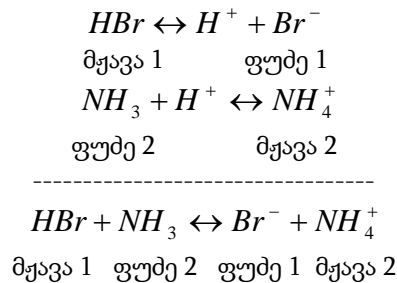 HBr ↔ H⁺ + Br⁻
მჟავა 1 ფუძე 1
NH₃ + H⁺ ↔ NH₄⁺
ფუძე 2 მჟავა 2
----------------------------------
HBr + NH₃ ↔ Br⁻ + NH₄⁺
მჟავა 1 ფუძე 2 ფუძე 1 მჟავა 2